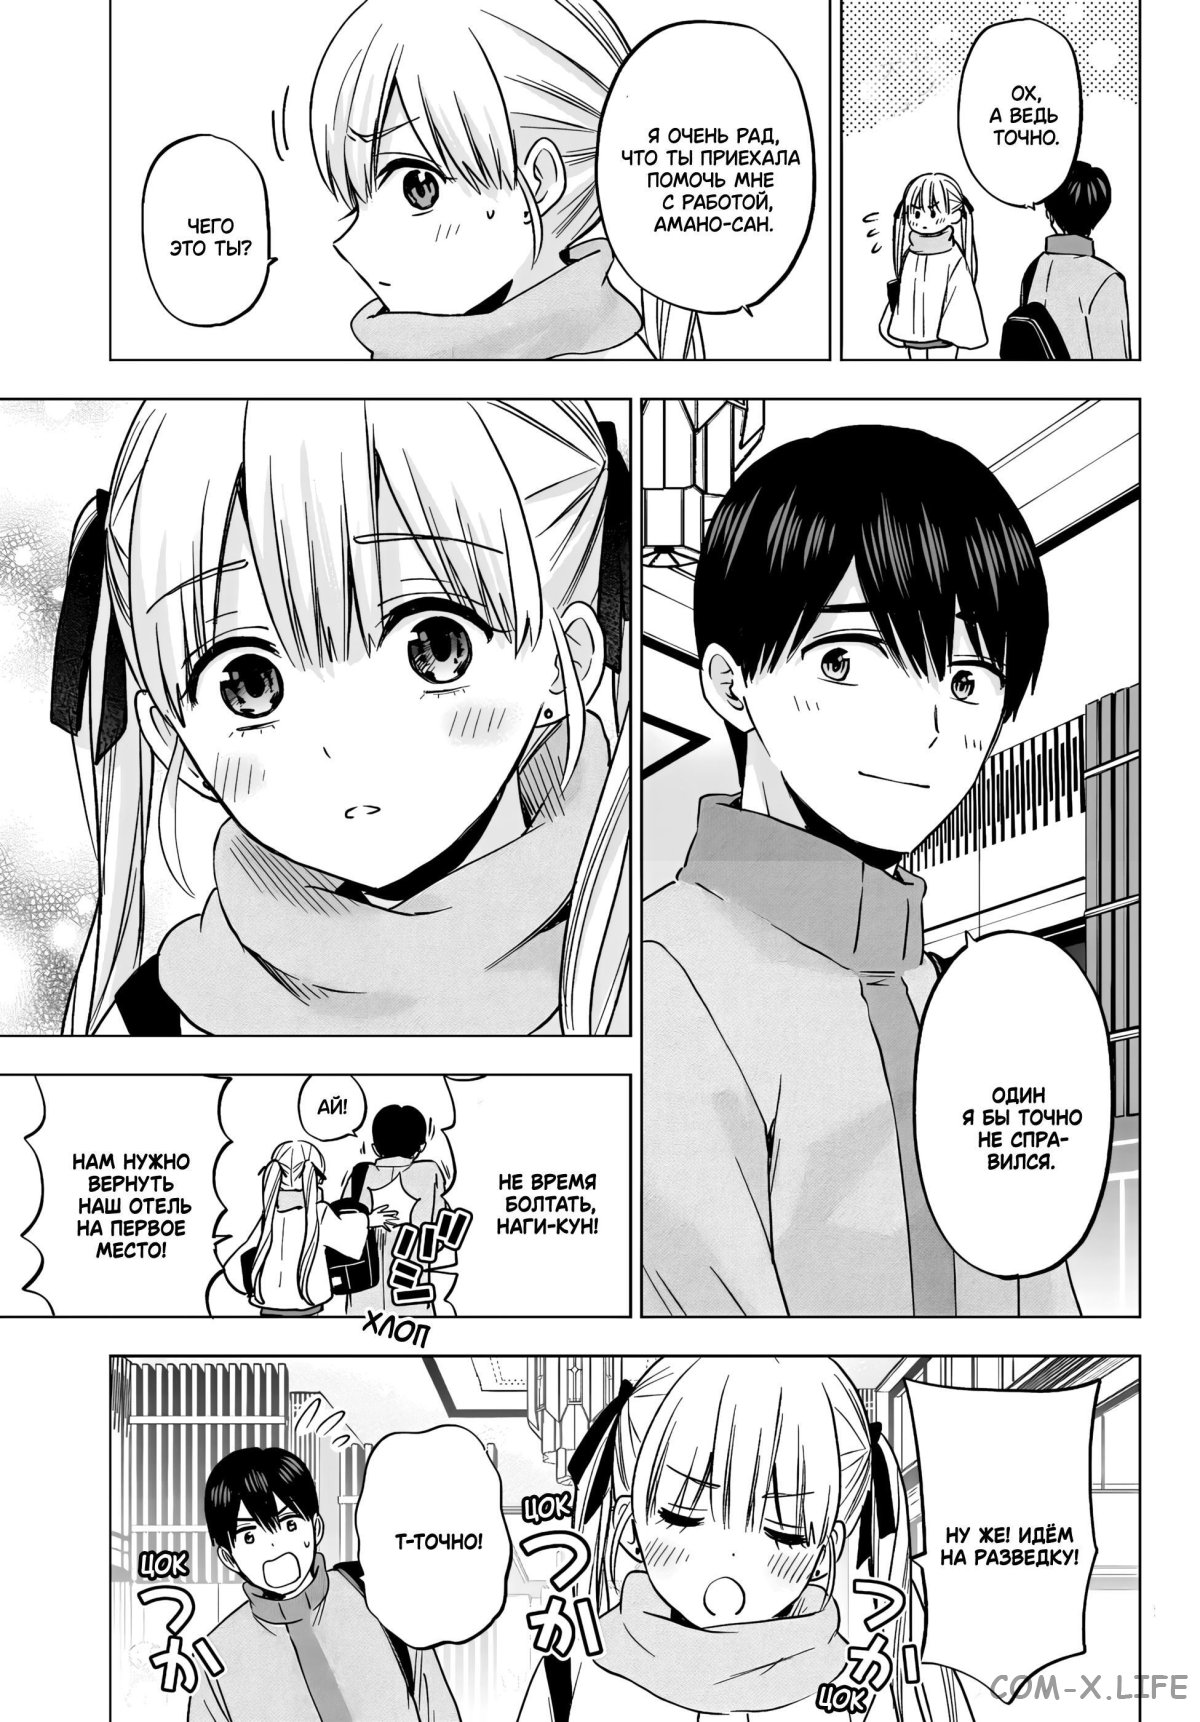 ОХ,
А ВЕДЬ
ТОЧНО.
Я ОЧЕНЬ РАД,
ЧТО ТЫ ПРИЕХАЛА
ПОМОЧЬ МНЕ
С РАБОТОЙ,
АМАНО-САН.
ЧЕГО
ЭТО ТЫ?
ОДИН
Я БЫ ТОЧНО
НЕ СПРА-
ВИЛСЯ.
АЙ!
НЕ ВРЕМЯ
БОЛТАТЬ,
НАГИ-КУН!
バシ
ХЛОП
НАМ НУЖНО
ВЕРНУТЬ
НАШ ОТЕЛЬ
НА ПЕРВОЕ
МЕСТО!
НУ ЖЕ! ИДЁМ
НА РАЗВЕДКУ!
ЦОК
つか
ЦОК
つか
Т-ТОЧНО!
ЦОК
つか
COM-X.LIFE